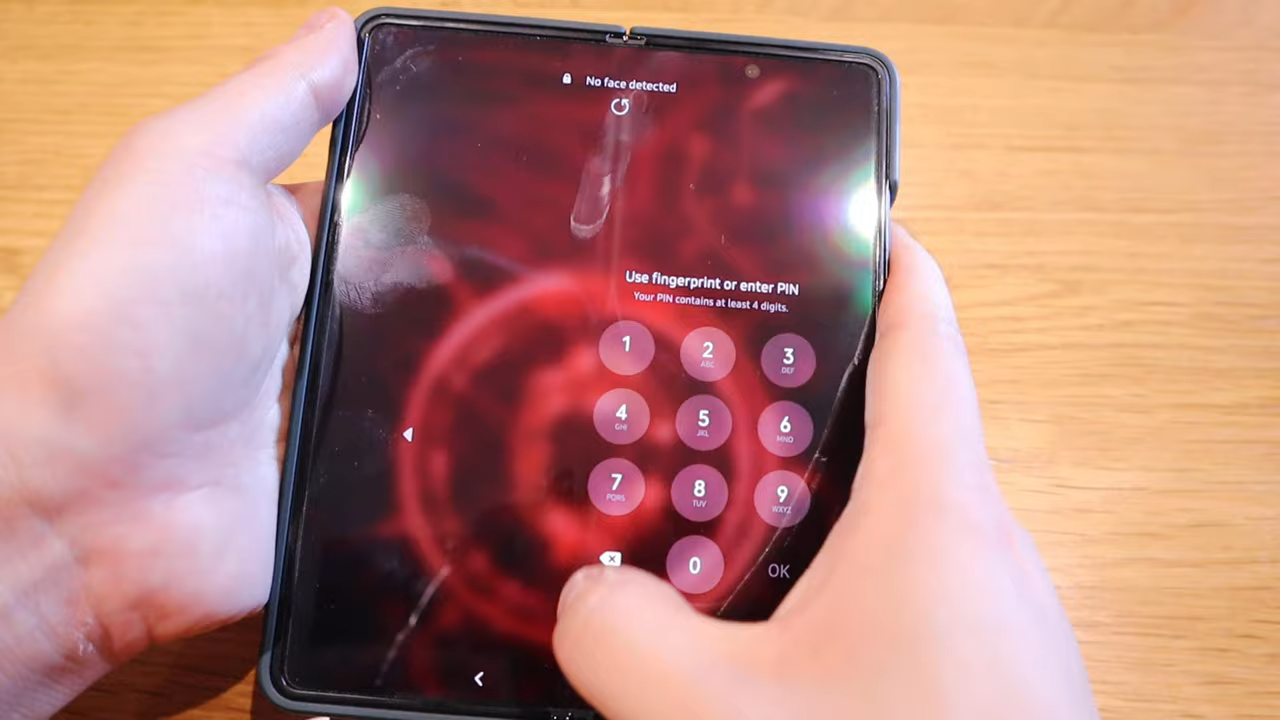 No face detected
Use fingerprint or enter PIN
Your PIN contains at least 4 digits.
1 2 ABC 3 DEF
4 GHI 5 JKL 6 MNO
7 PQRS 8 TUV 9 WXYZ
0 OK